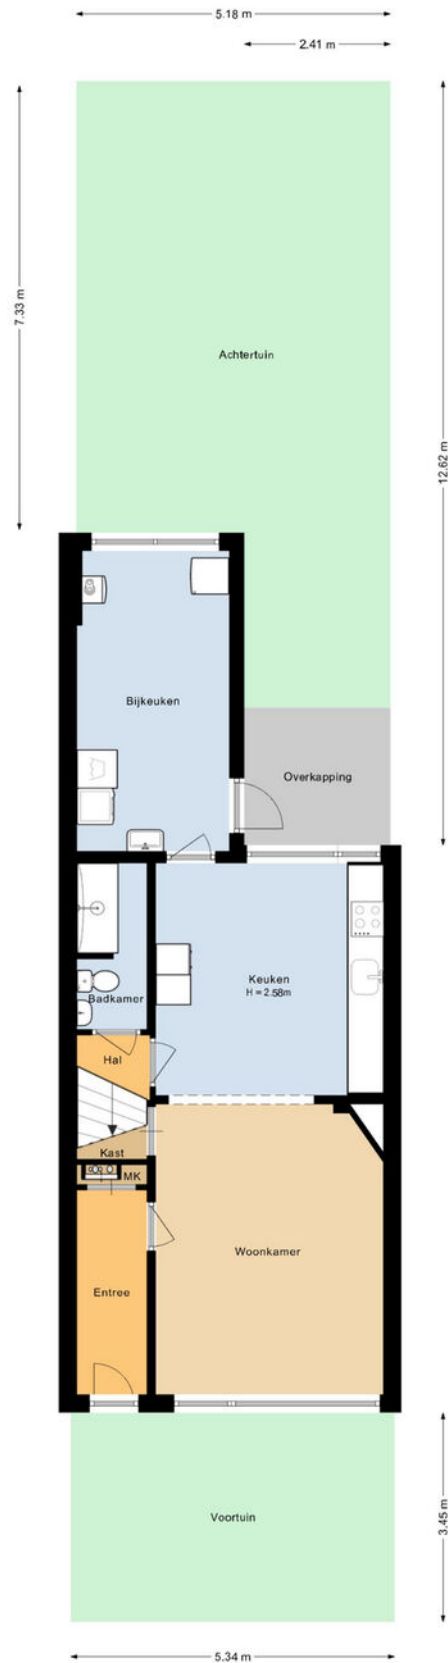 5.18 m
2.41 m
7.33 m
12.62 m
Achtertuin
Bijkeuken
Overkapping
Keuken
H = 2.58m
Badkamer
Hal
Kast
MK
Woonkamer
Entree
Voortuin
3.45 m
5.34 m